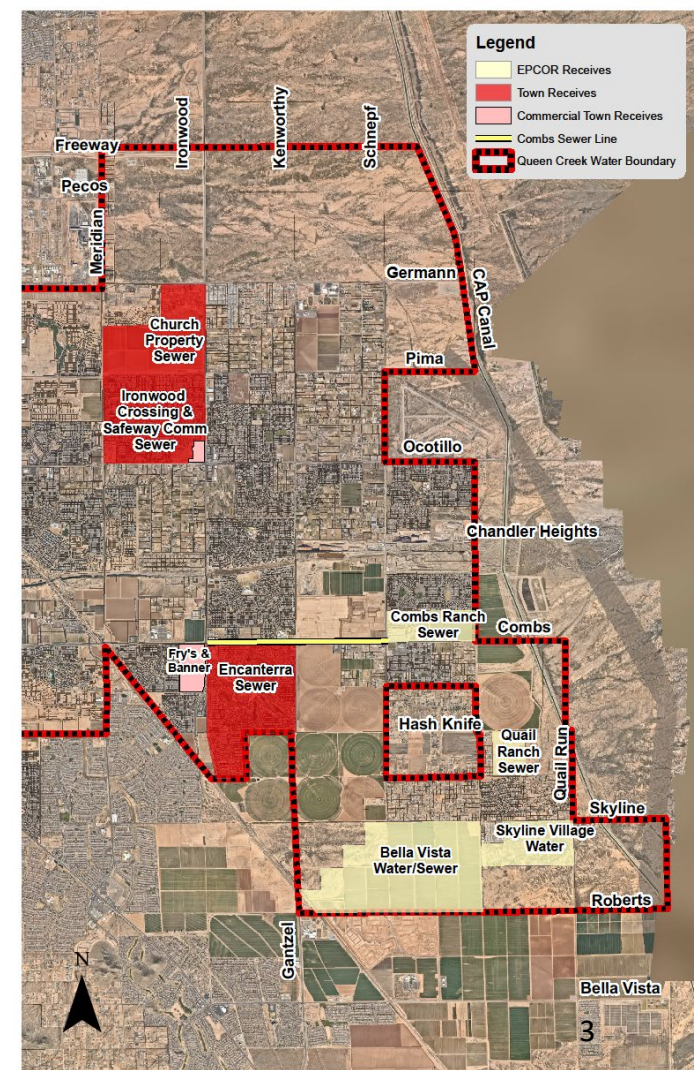 Legend
EPCOR Receives
Town Receives
Commercial Town Receives
Combs Sewer Line
Queen Creek Water Boundary
Freeway
Ironwood
Kenworthy
Schnepf
Pecos
Meridian
Germann
CAP Canal
Church
Property
Sewer
Pima
Ironwood
Crossing &
Safeway Comm
Sewer
Ocotillo
Chandler Heights
Combs Ranch
Sewer
Combs
Fry's &
Banner
Encanterra
Sewer
Hash Knife
Quail
Ranch
Sewer
Quail Run
Skyline
Skyline Village
Water
Bella Vista
Water/Sewer
Roberts
Gantzel
N
Bella Vista
3